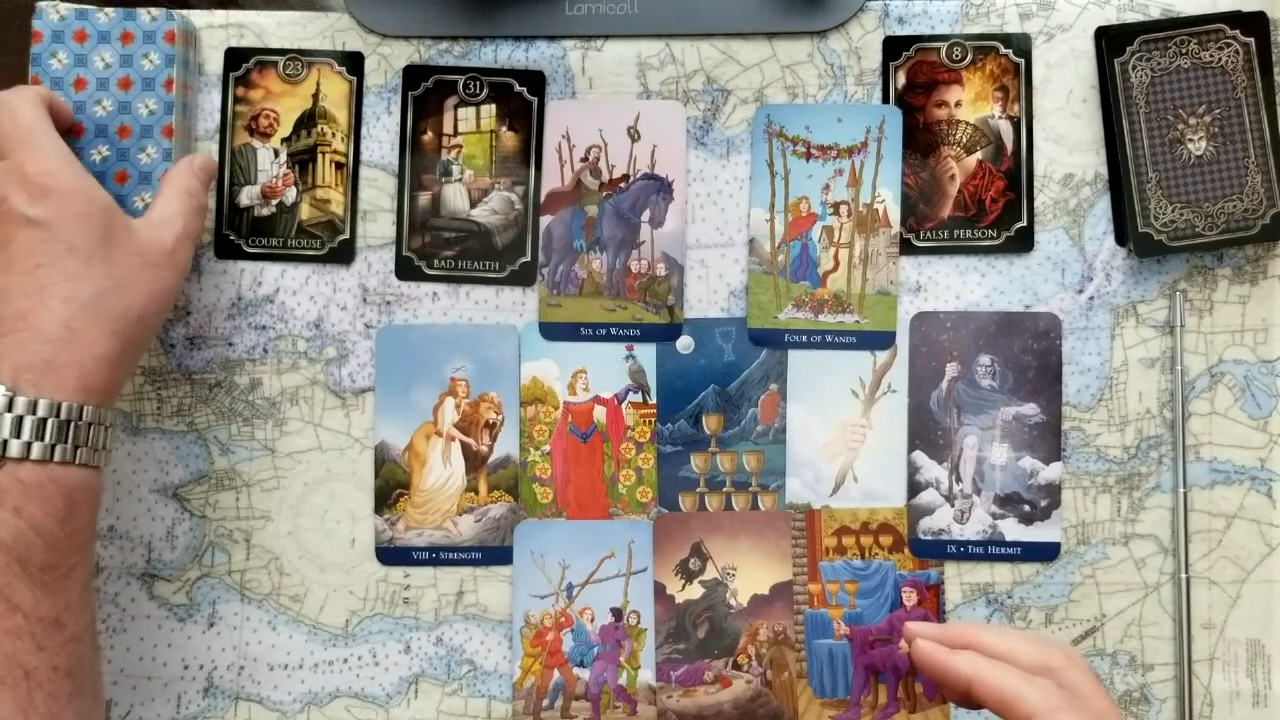 Lamicall
23
COURT HOUSE
31
BAD HEALTH
SIX OF WANDS
FOUR OF WANDS
8
FALSE PERSON
VIII • STRENGTH
IX • THE HERMIT